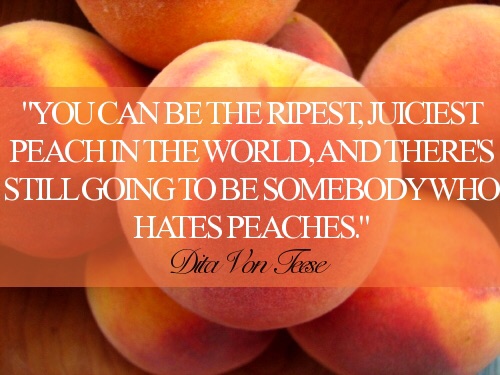 "YOU CAN BE THE RIPEST, JUICIEST
PEACH IN THE WORLD, AND THERE'S
STILL GOING TO BE SOMEBODY WHO
HATES PEACHES."
Dita Von Teese